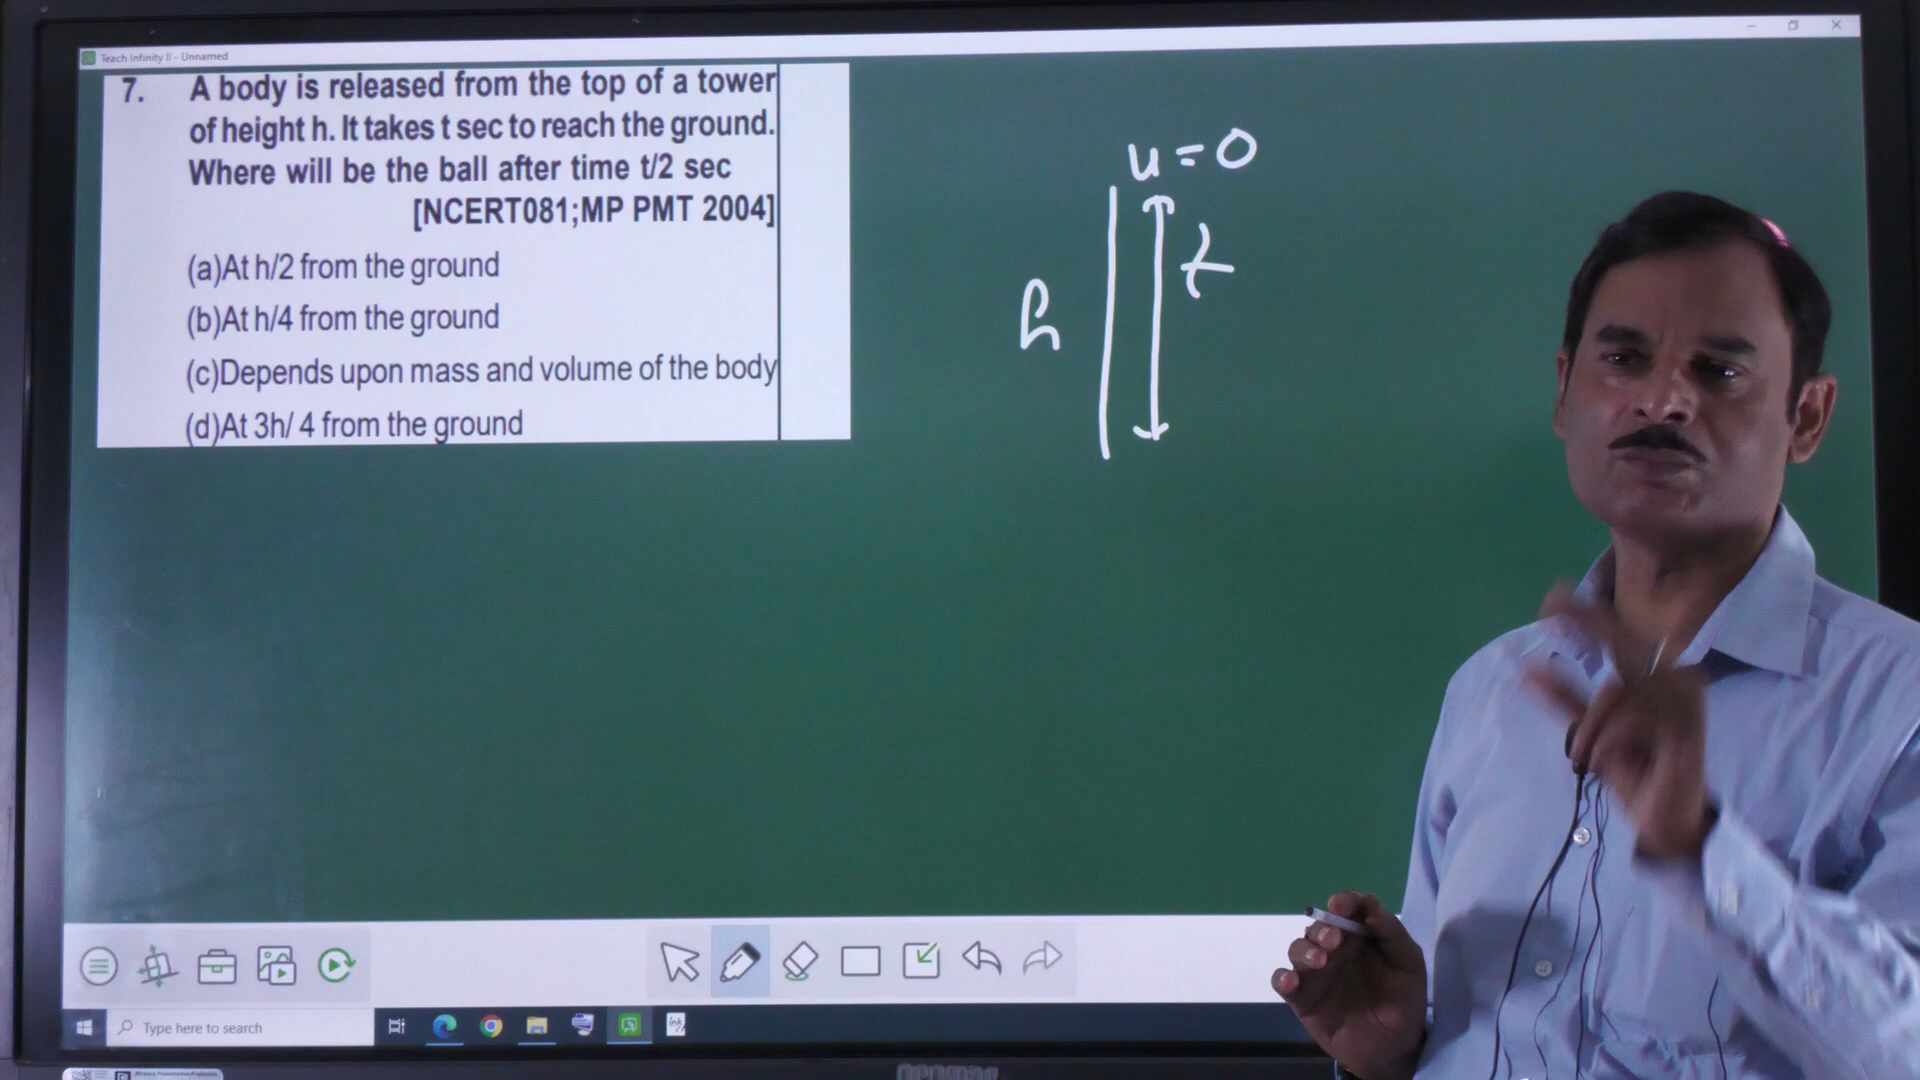 Teach Infinity II - Unnamed
7. A body is released from the top of a tower
of height h. It takes t sec to reach the ground.
Where will be the ball after time t/2 sec
[NCERT081;MP PMT 2004]
(a)At h/2 from the ground
(b)At h/4 from the ground
(c)Depends upon mass and volume of the body
(d)At 3h/ 4 from the ground
u = 0
t
h
Type here to search
ink